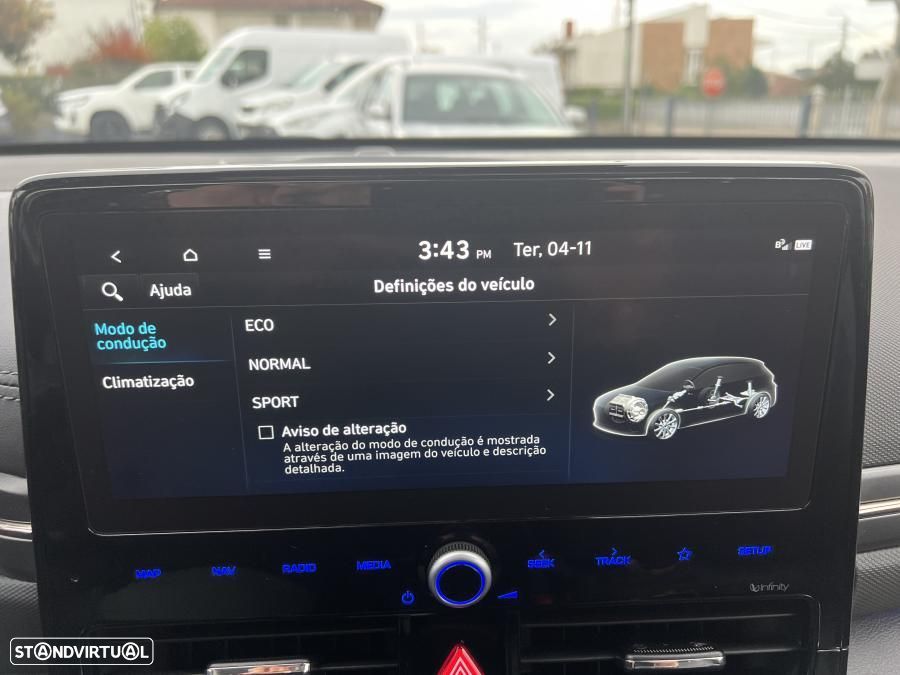 3:43 PM Ter, 04-11
LIVE
Ajuda
Definições do veículo
Modo de
condução
Climatização
ECO
NORMAL
SPORT
Aviso de alteração
A alteração do modo de condução é mostrada
através de uma imagem do veículo e descrição
detalhada.
MAP NAV RADIO MEDIA SEEK TRACK SETUP
infinity
STANDVIRTUAL